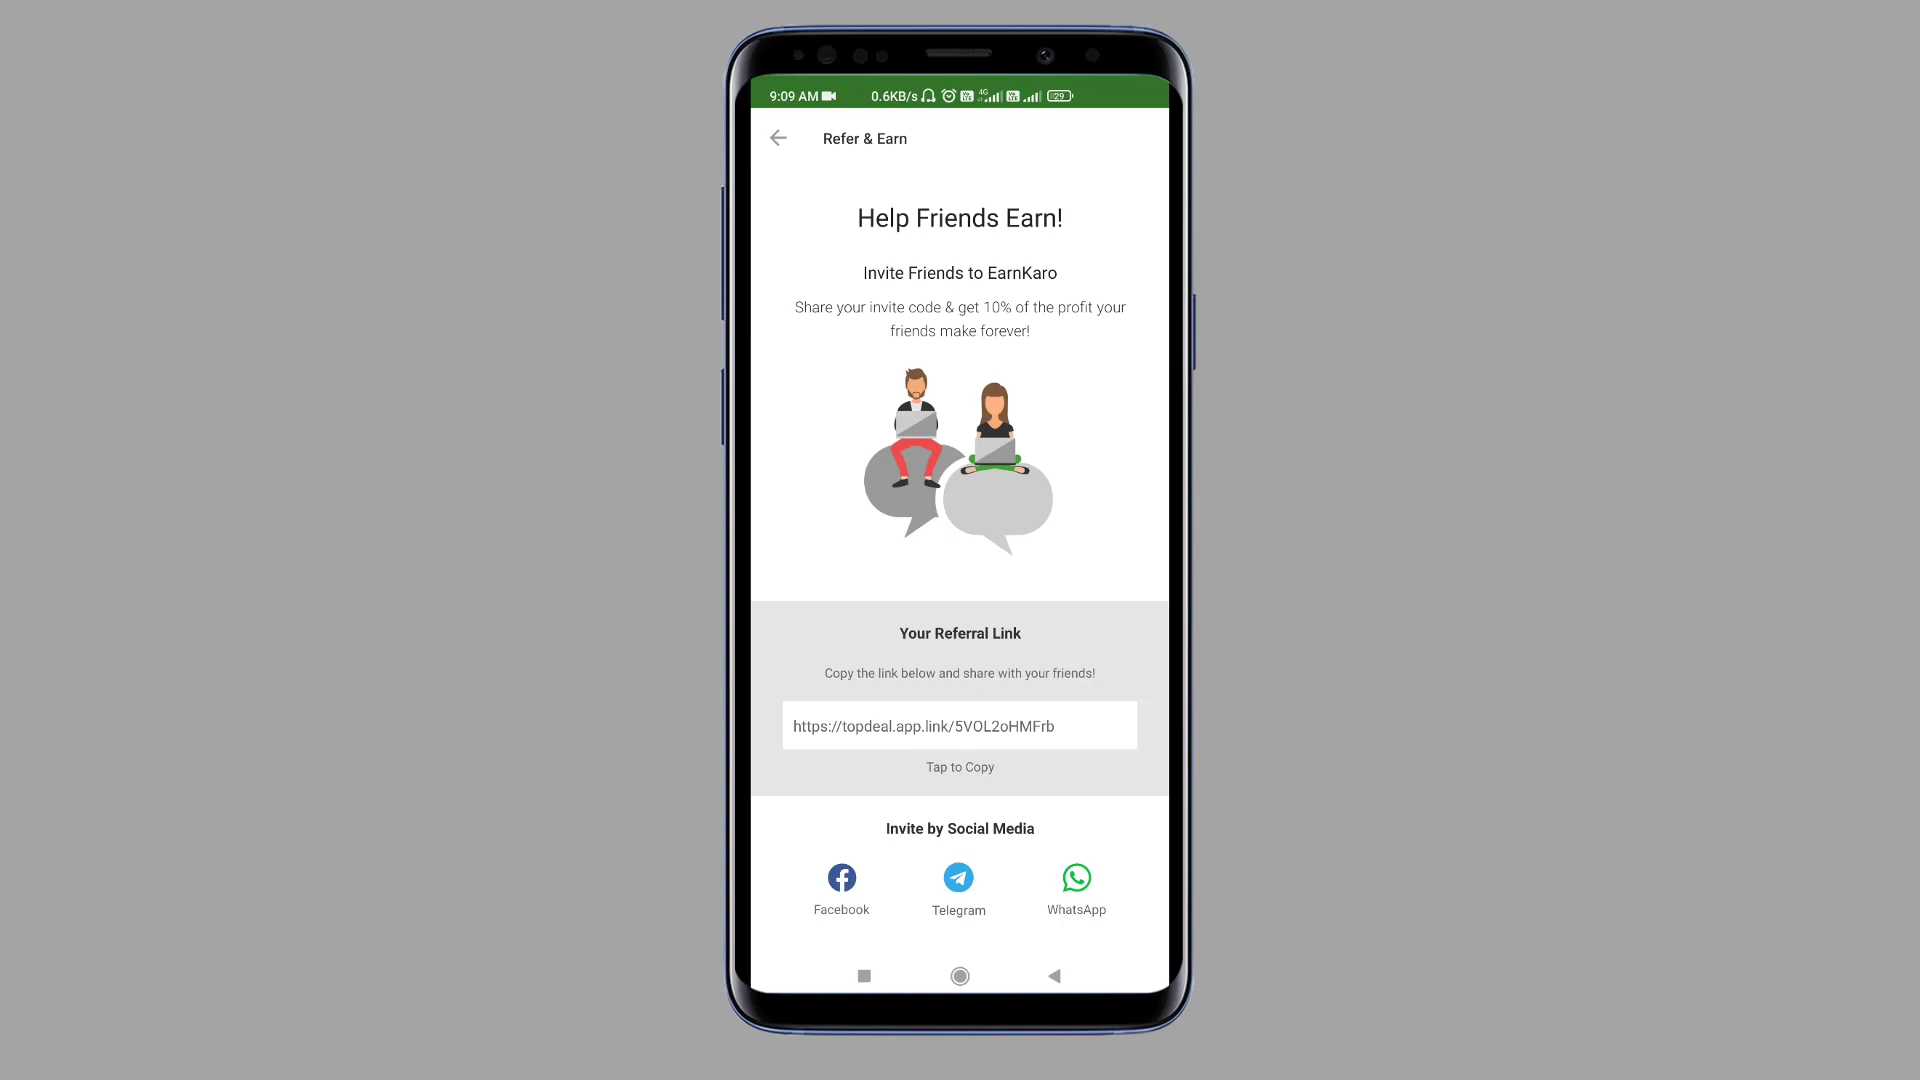 9:09 AM 0.6KB/s 4G 29
Refer & Earn
Help Friends Earn!
Invite Friends to EarnKaro
Share your invite code & get 10% of the profit your
friends make forever!
Your Referral Link
Copy the link below and share with your friends!
https://topdeal.app.link/5VOL2oHMFrb
Tap to Copy
Invite by Social Media
Facebook Telegram WhatsApp